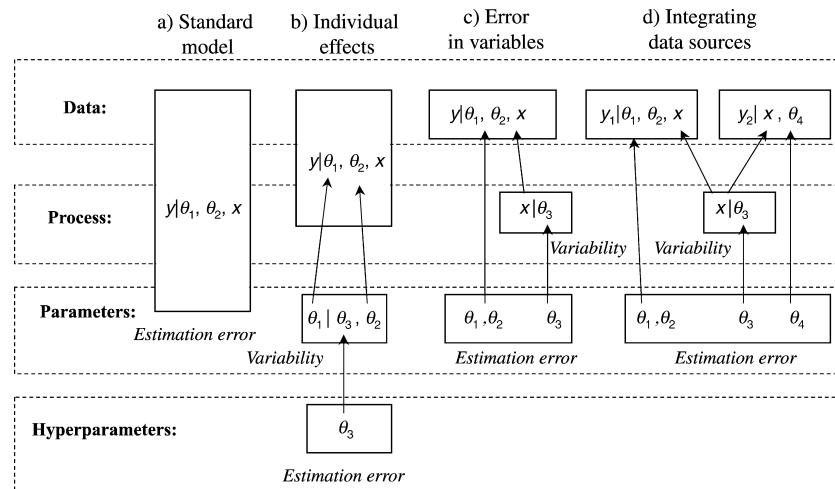 a) Standard model
b) Individual effects
c) Error in variables
d) Integrating data sources
Data:
y|θ₁, θ₂, x
y|θ₁, θ₂, x
y|θ₁, θ₂, x
y₁|θ₁, θ₂, x
y₂| x , θ₄
Process:
x|θ₃
x|θ₃
Variability
Variability
Parameters:
θ₁| θ₃, θ₂
θ₁,θ₂
θ₃
θ₁,θ₂
θ₃
θ₄
Estimation error
Variability
Estimation error
Estimation error
Hyperparameters:
θ₃
Estimation error